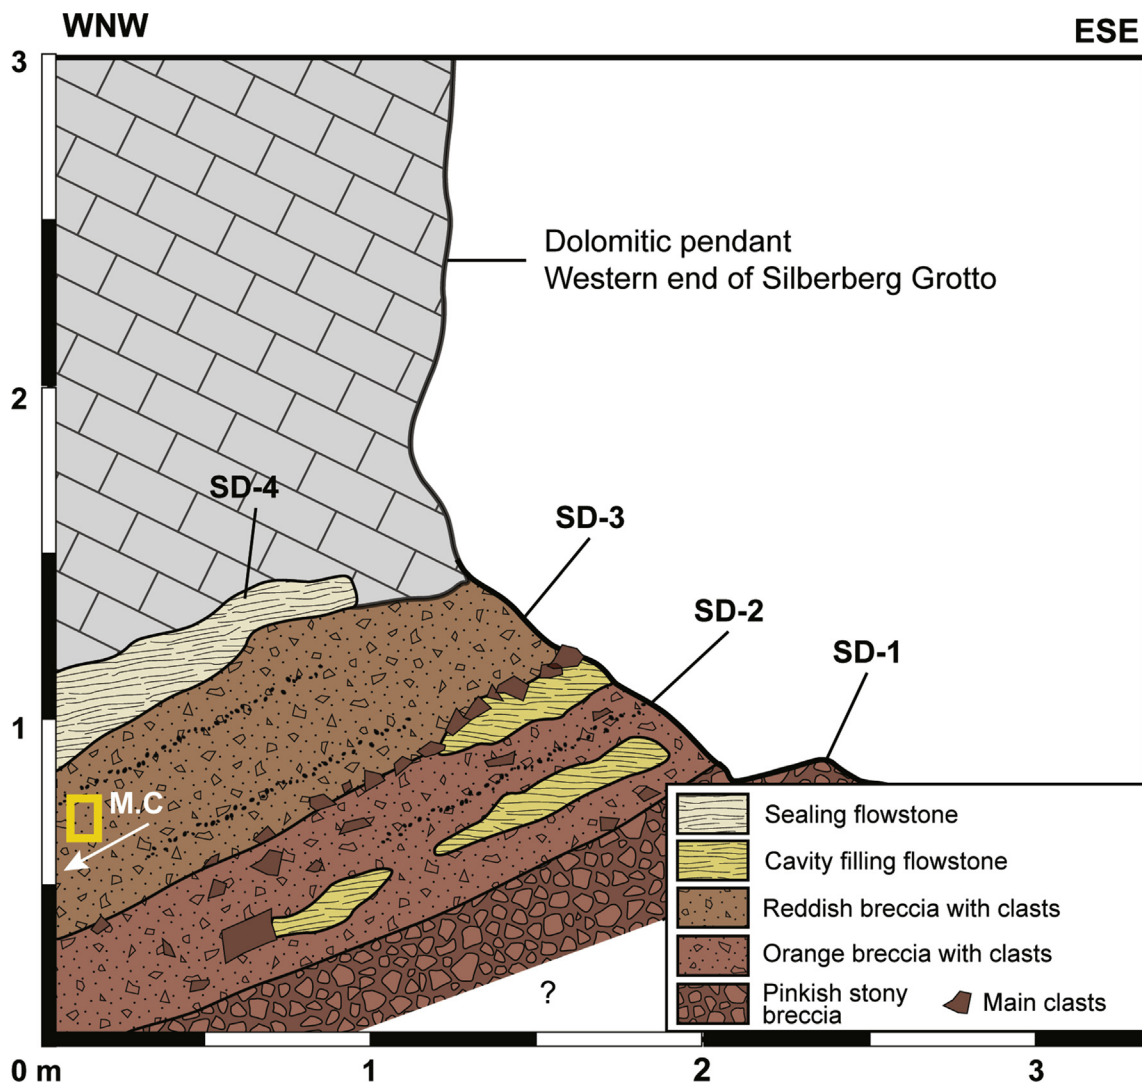 WNW
ESE
3
Dolomitic pendant
Western end of Silberberg Grotto
2
SD-4
SD-3
SD-2
SD-1
1
M.C
Sealing flowstone
Cavity filling flowstone
Reddish breccia with clasts
Orange breccia with clasts
Pinkish stony
breccia
Main clasts
?
0 m
1
2
3